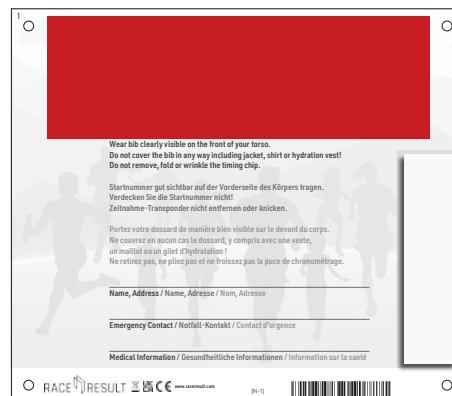 1
Wear bib clearly visible on the front of your torso.
Do not cover the bib in any way including jacket, shirt or hydration vest!
Do not remove, fold or wrinkle the timing chip.
Startnummer gut sichtbar auf der Vorderseite des Körpers tragen.
Verdecken Sie die Startnummer nicht!
Zeitnahme-Transponder nicht entfernen oder knicken.
Portez votre dossard de manière bien visible sur le devant du corps.
Ne couvrez en aucun cas le dossard, y compris avec une veste,
un maillot ou un gilet d'hydratation !
Ne retirez pas, ne pliez pas et ne froissez pas la puce de chronométrage.
Name, Address / Name, Adresse / Nom, Adresse
Emergency Contact / Notfall-Kontakt / Contact d'urgence
Medical Information / Gesundheitliche Informationen / Information sur la santé
RACE RESULT UK CA CE www.raceresult.com [N-1]